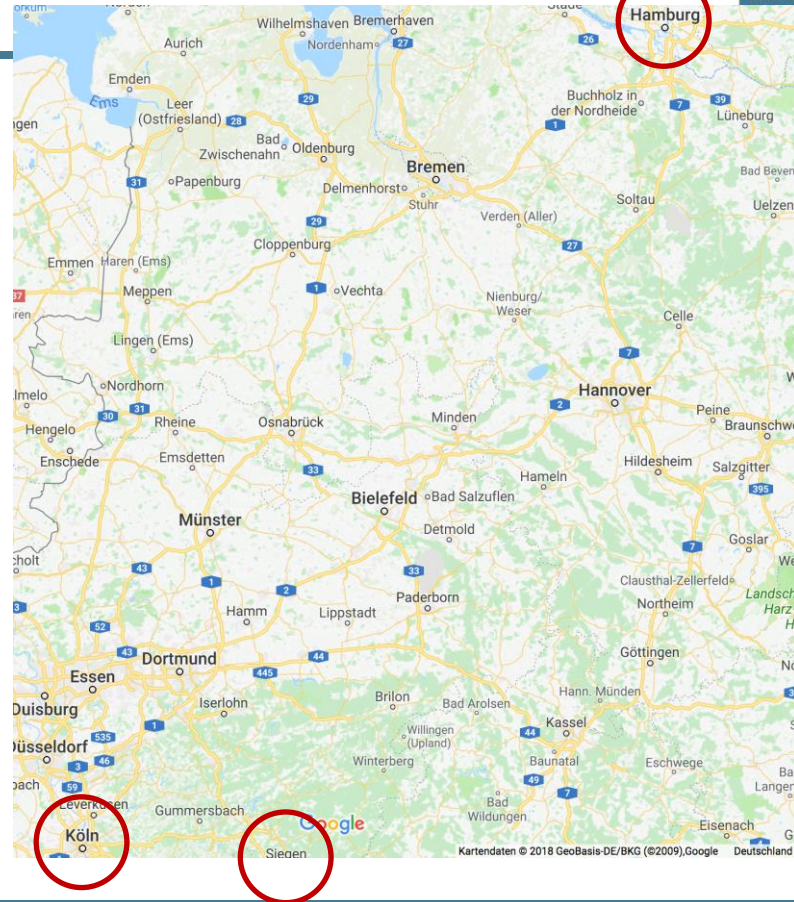 Wilhelmshaven
Bremerhaven
Hamburg
Aurich
Nordenham
27
26
Emden
Ems
Leer
(Ostfriesland)
28
29
Buchholz in
der Nordheide
1
7
39
Lüneburg
Bad
Zwischenahn
Oldenburg
Bremen
31
Papenburg
Delmenhorst
Stuhr
Soltau
Uelzen
29
Verden (Aller)
27
Cloppenburg
Emmen
Haren (Ems)
37
Meppen
1
Vechta
Nienburg/
Weser
Celle
Lingen (Ems)
7
Nordhorn
Hannover
2
30
31
Rheine
Osnabrück
Minden
Peine
Hengelo
Enschede
Emsdetten
33
Hameln
Hildesheim
Salzgitter
395
Bielefeld
Bad Salzuflen
Münster
Detmold
Goslar
7
43
1
2
33
Clausthal-Zellerfeld
Paderborn
Northeim
3
Hamm
Lippstadt
52
43
Dortmund
44
Göttingen
Essen
445
Iserlohn
Brilon
Bad Arolsen
Hann. Münden
Duisburg
1
Willingen
(Upland)
44
Kassel
Düsseldorf
535
3
46
Winterberg
Baunatal
Eschwege
59
49
7
Leverkusen
Gummersbach
Bad
Wildungen
Köln
Google
Siegen
Eisenach
Kartendaten © 2018 GeoBasis-DE/BKG (©2009),Google
Deutschland